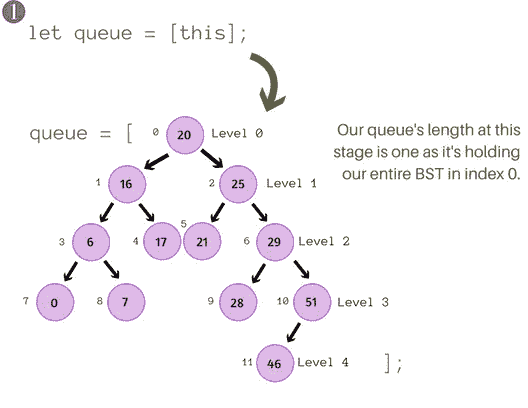 1
let queue = [this];
queue = [
0 20 Level 0
Our queue's length at this
stage is one as it's holding
our entire BST in index 0.
1 16 2 25 Level 1
3 6 4 17 5 21 6 29 Level 2
7 0 8 7 9 28 10 51 Level 3
11 46 Level 4 ];